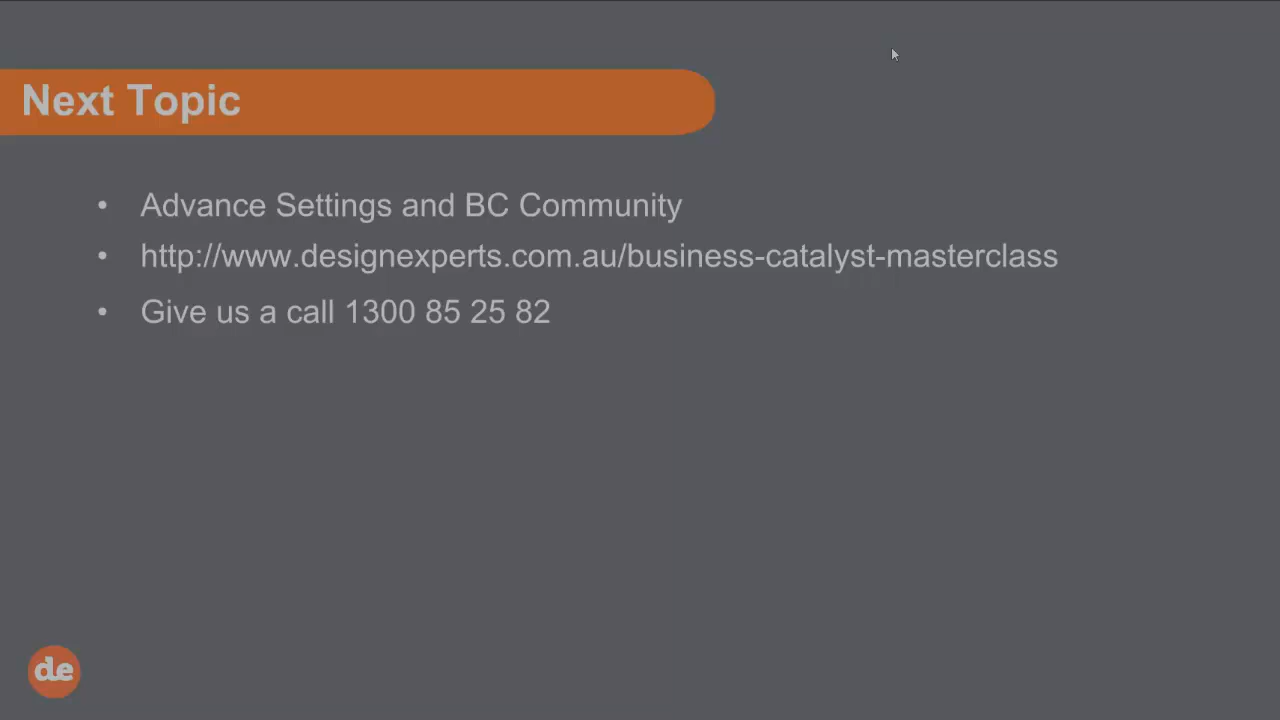 Next Topic
• Advance Settings and BC Community
• http://www.designexperts.com.au/business-catalyst-masterclass
• Give us a call 1300 85 25 82
de